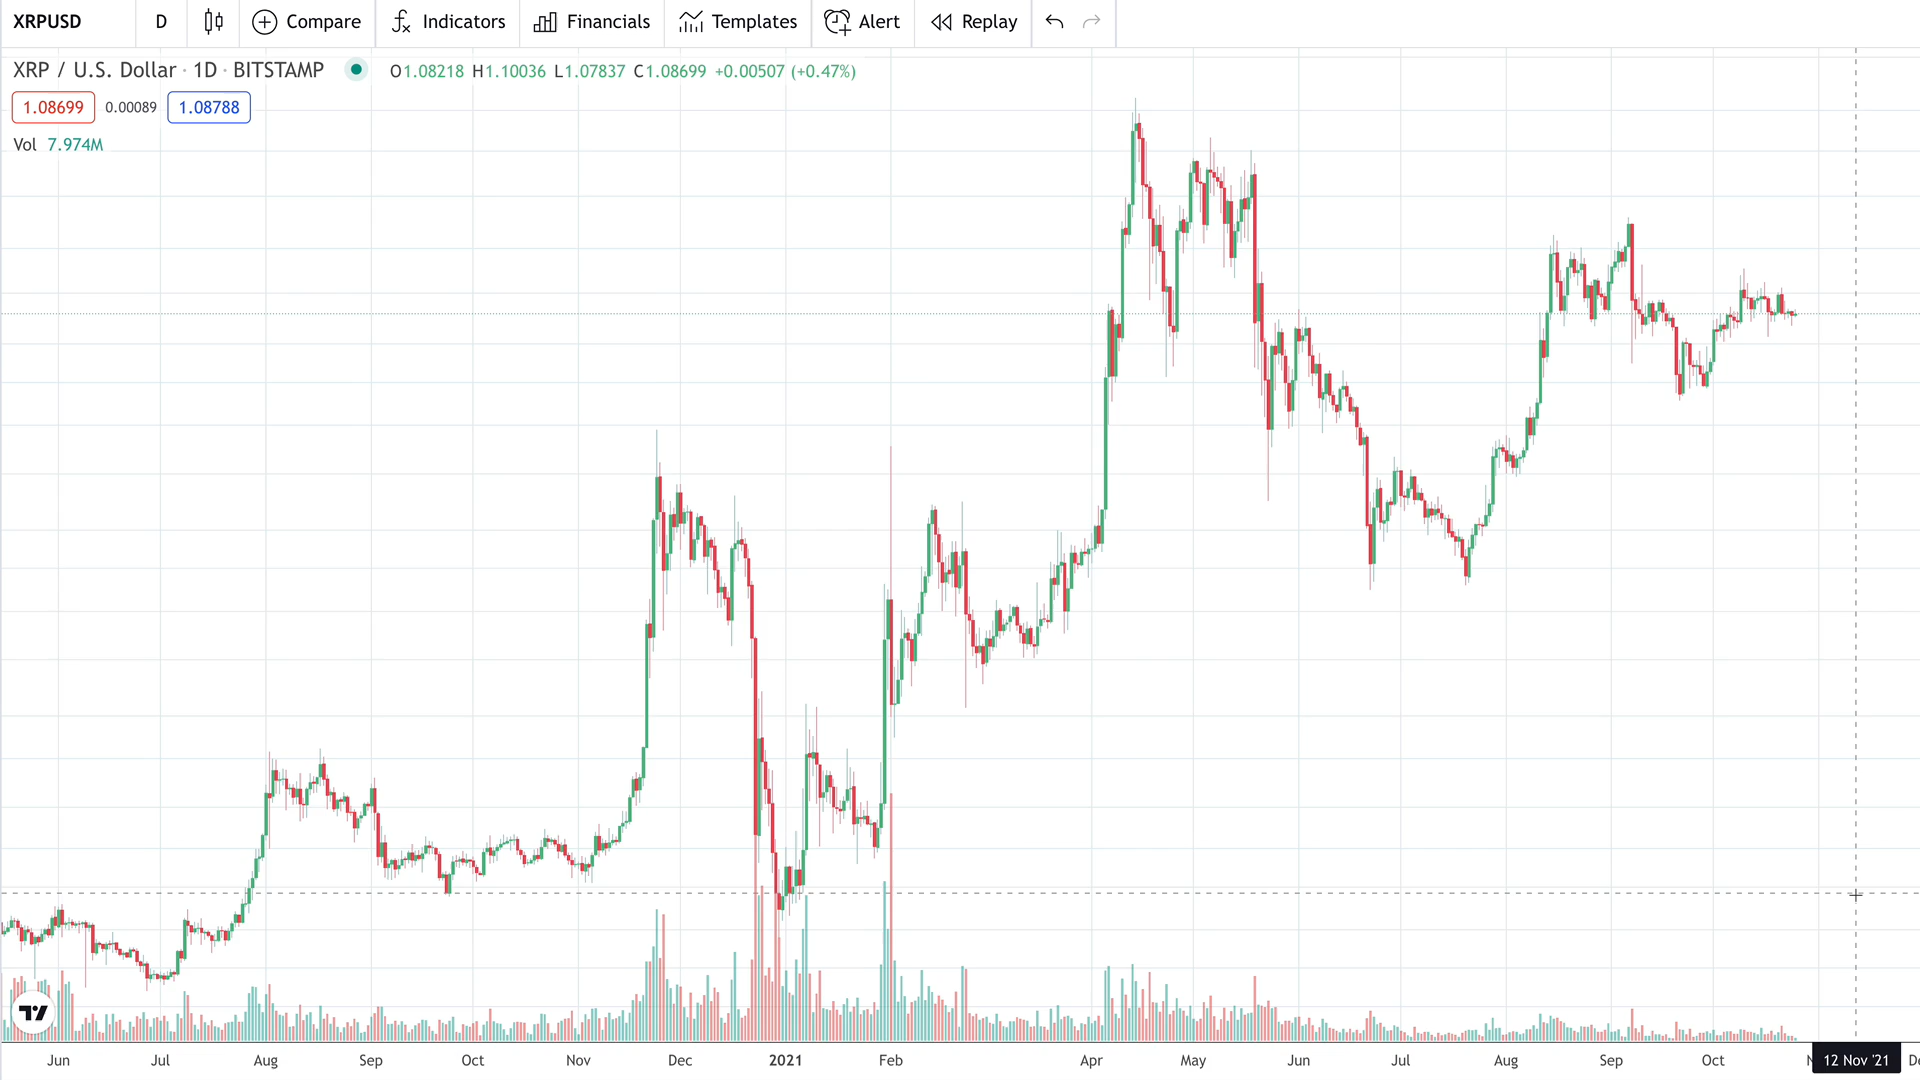 XRPUSD D Compare Indicators Financials Templates Alert Replay
XRP / U.S. Dollar · 1D · BITSTAMP O1.08218 H1.10036 L1.07837 C1.08699 +0.00507 (+0.47%)
1.08699 0.00089 1.08788
Vol 7.974M
Jun Jul Aug Sep Oct Nov Dec 2021 Feb Apr May Jun Jul Aug Sep Oct 12 Nov '21